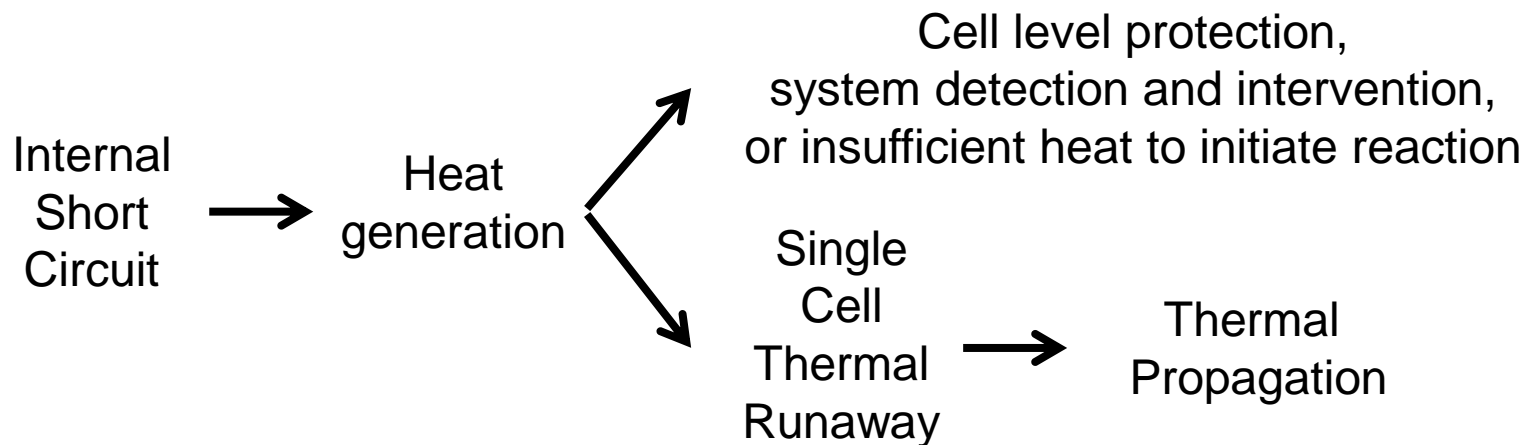 Internal
Short
Circuit
Heat
generation
Cell level protection,
system detection and intervention,
or insufficient heat to initiate reaction
Single
Cell
Thermal
Runaway
Thermal
Propagation